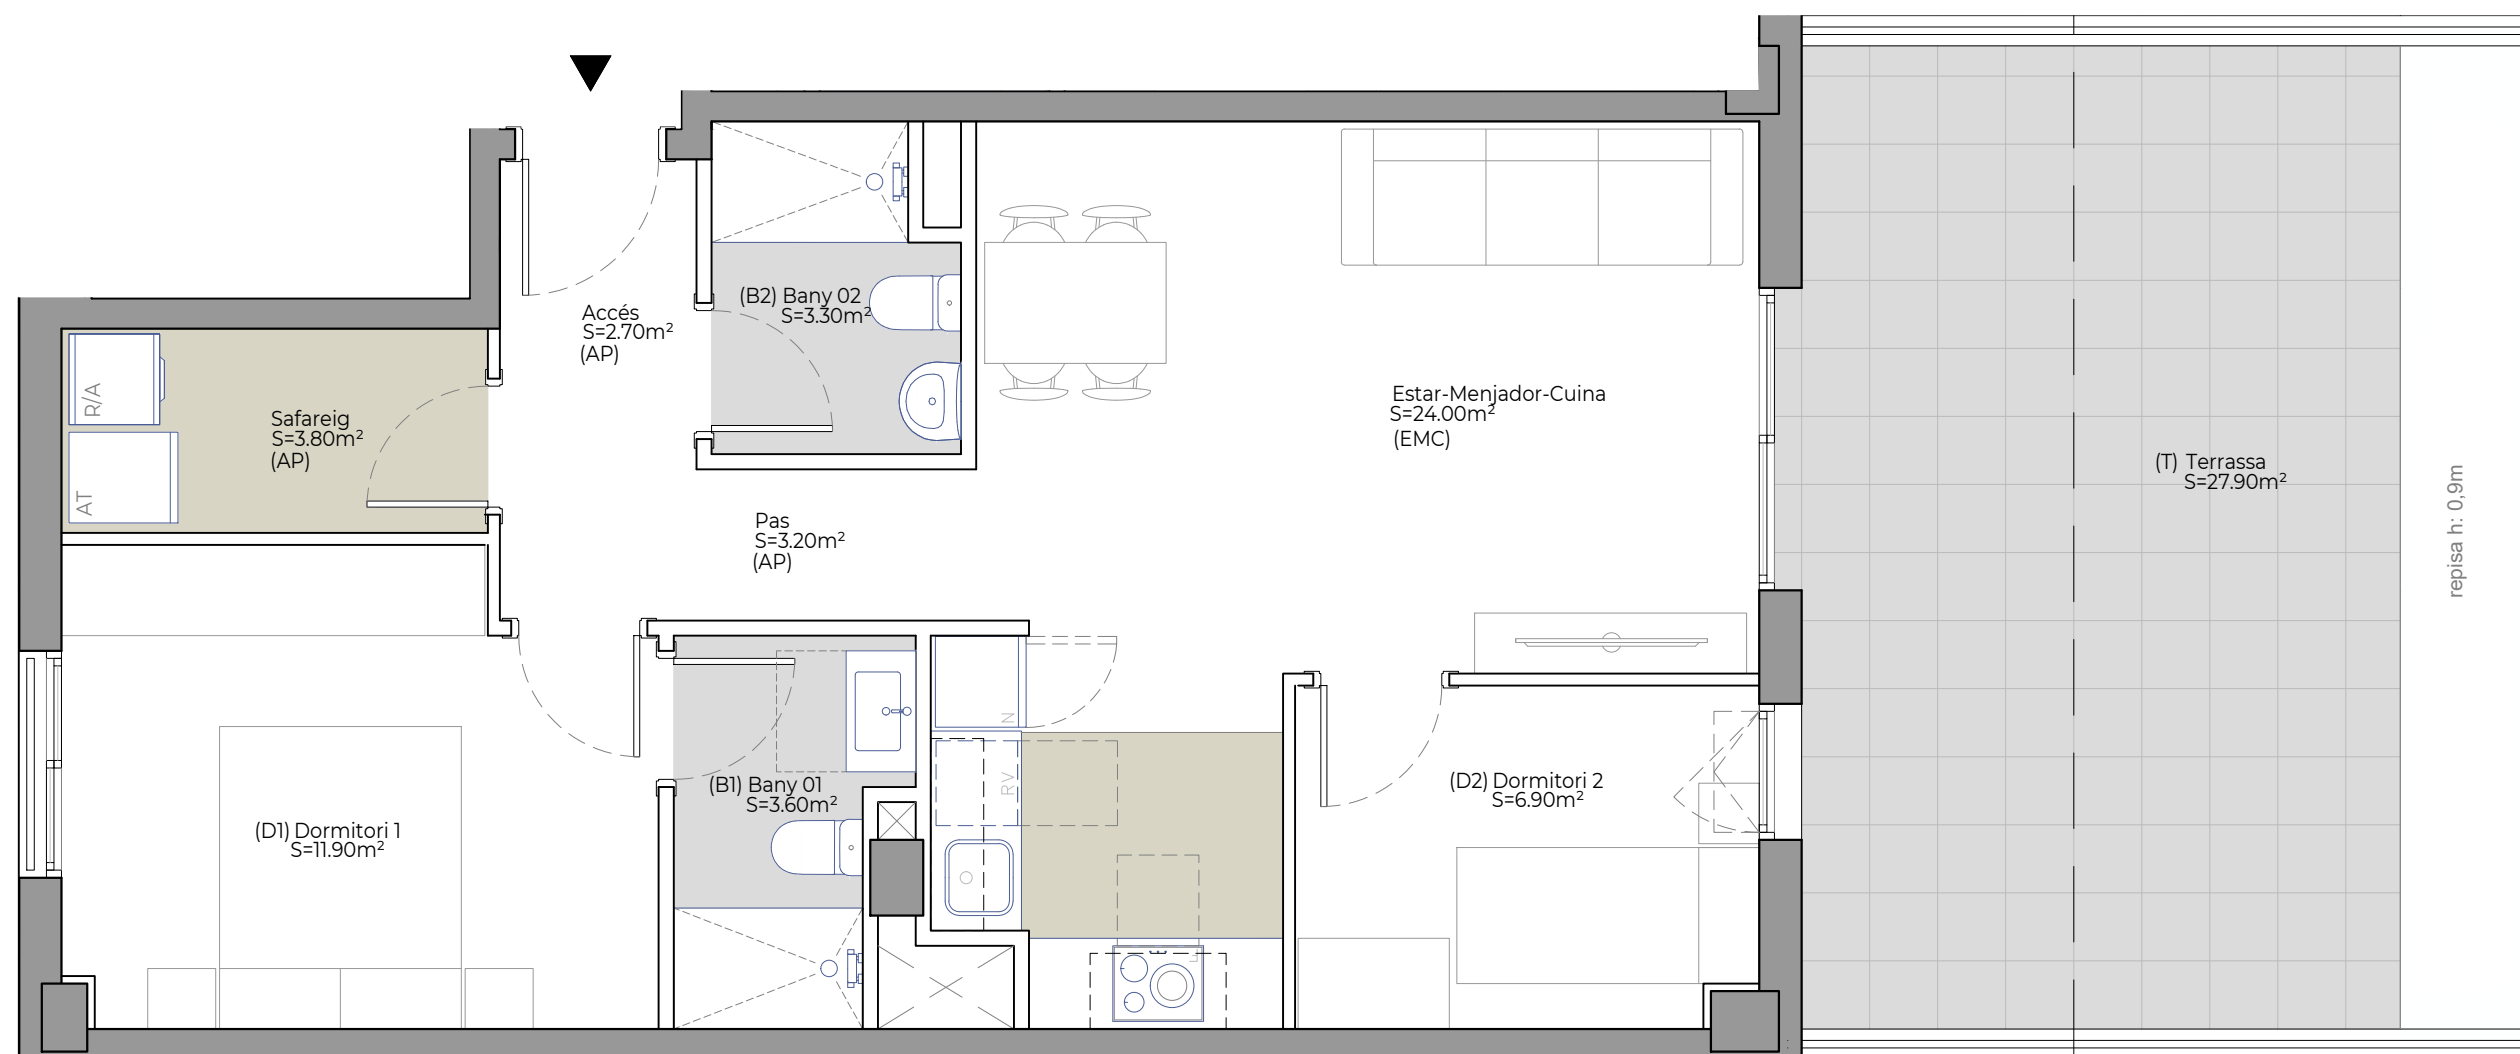 (B2) Bany 02
S=3.30m²
Accés
S=2.70m²
(AP)
R/A
Safareig
S=3.80m²
(AP)
AT
Estar-Menjador-Cuina
S=24.00m²
(EMC)
(T) Terrassa
S=27.90m²
repisa h: 0,9m
Pas
S=3.20m²
(AP)
N
RV
(B1) Bany 01
S=3.60m²
(D2) Dormitori 2
S=6.90m²
(D1) Dormitori 1
S=11.90m²